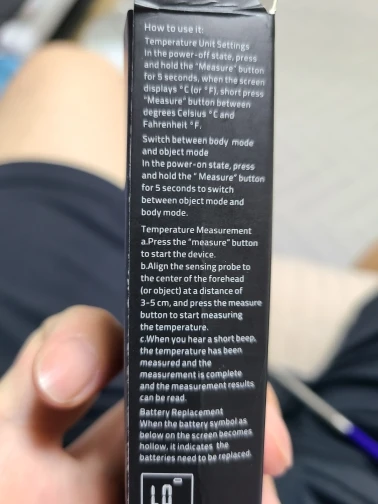 How to use it:
Temperature Unit Settings
In the power-off state, press
and hold the "Measure" button
for 5 seconds, when the screen
displays °C (or °F), short press
"Measure" button between
degrees Celsius °C and
Fahrenheit °F.
Switch between body mode
and object mode
In the power-on state, press
and hold the " Measure" button
for 5 seconds to switch
between object mode and
body mode.
Temperature Measurement
a.Press the "measure" button
to start the device.
b.Align the sensing probe to
the center of the forehead
(or object) at a distance of
3-5 cm, and press the measure
button to start measuring
the temperature.
c.When you hear a short beep,
the temperature has been
measured and the
measurement is complete
and the measurement results
can be read.
Battery Replacement
When the battery symbol as
below on the screen becomes
hollow, it indicates the
batteries need to be replaced.
Lo